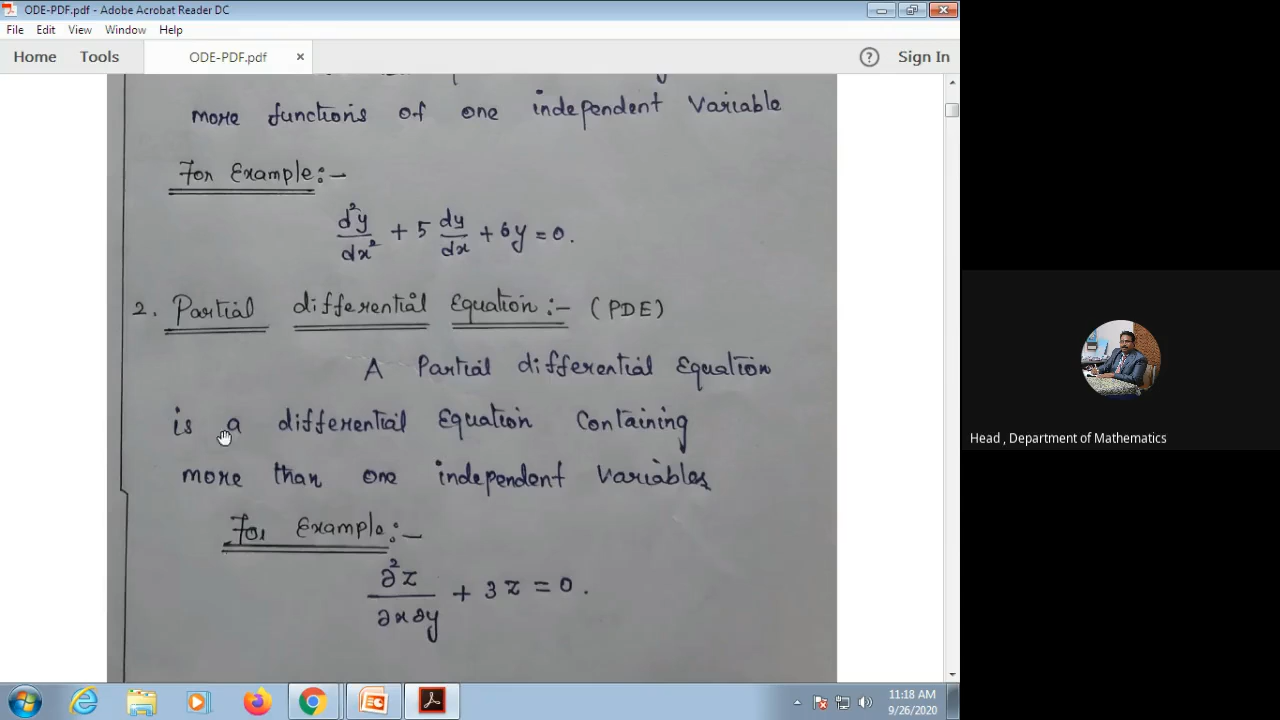 ODE-PDF.pdf - Adobe Acrobat Reader DC
File Edit View Window Help
Home Tools ODE-PDF.pdf × ? Sign In
more functions of one independent Variable
For Example:-
d²y/dx² + 5 dy/dx + 6y = 0.
2. Partial differential Equation:- (PDE)
A Partial differential Equation
is a differential Equation Containing
more than one independent Variables
For Example:-
∂²z/∂x∂y + 3z = 0.
Head , Department of Mathematics
11:18 AM
9/26/2020